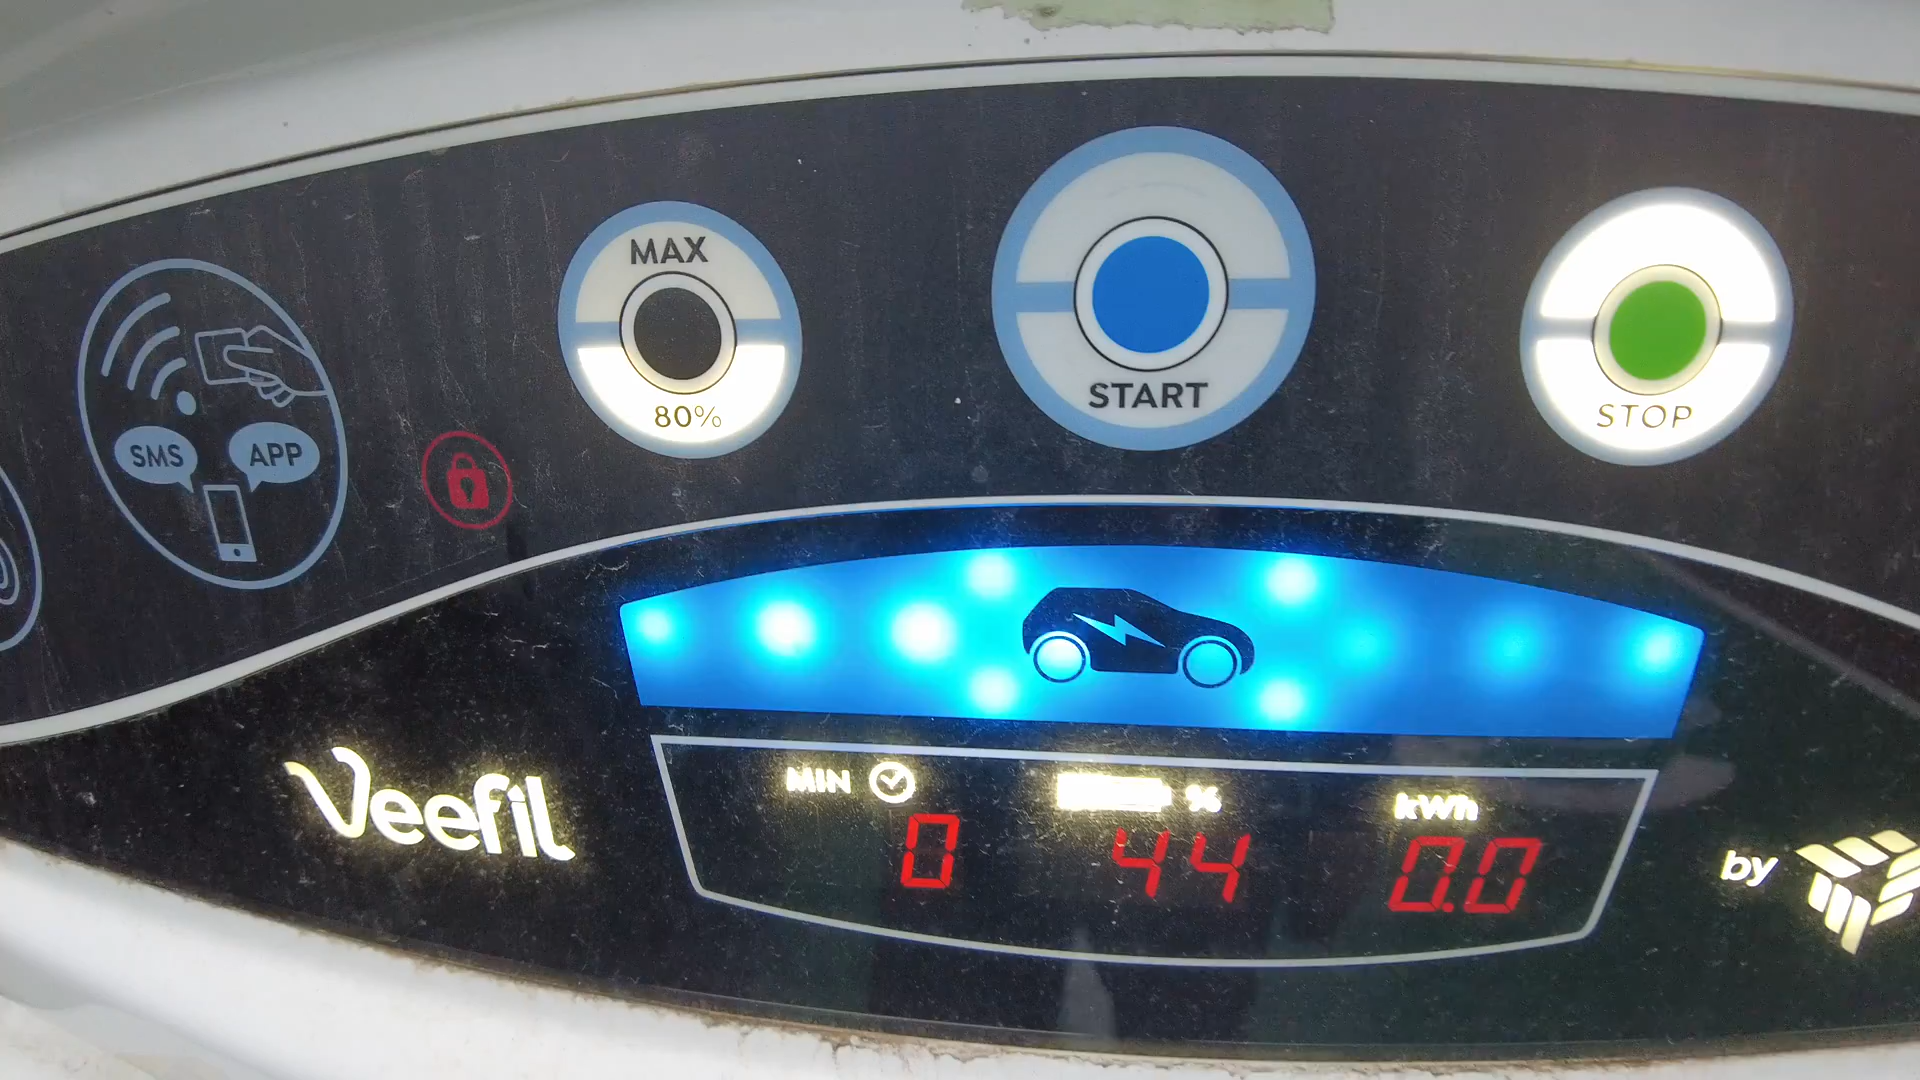 MAX
80%
START
STOP
SMS
APP
Veefil
MIN
%
kWh
0
44
0.0
by